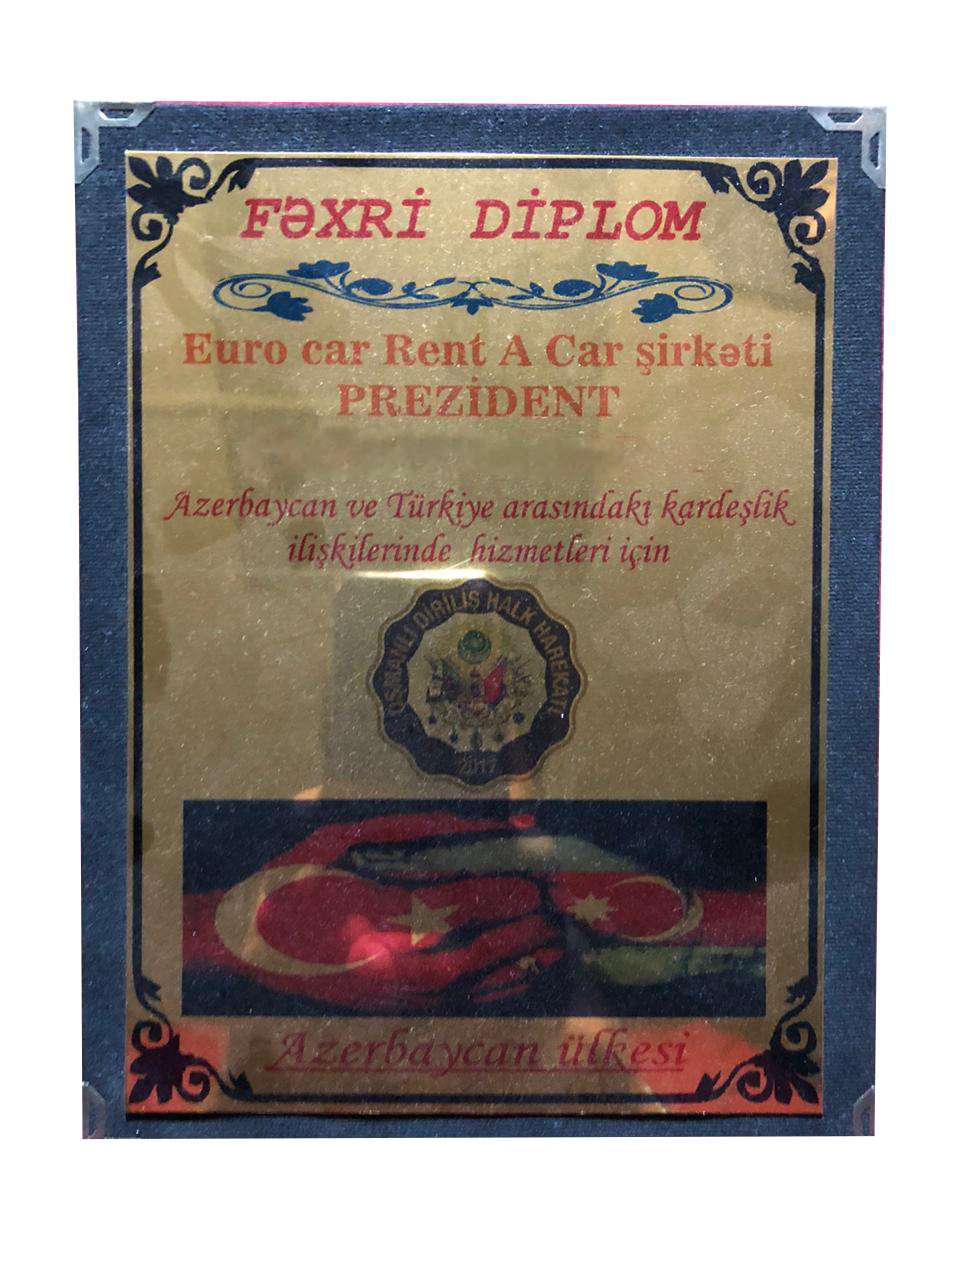 FƏXRİ DİPLOM
Euro car Rent A Car şirkəti
PREZİDENT
Azerbaycan ve Türkiye arasındakı kardeşlik
ilişkilerinde hizmetleri için
OSMANLI DİRİLİŞ HALK HAREKATI
2017
Azerbaycan ülkesi